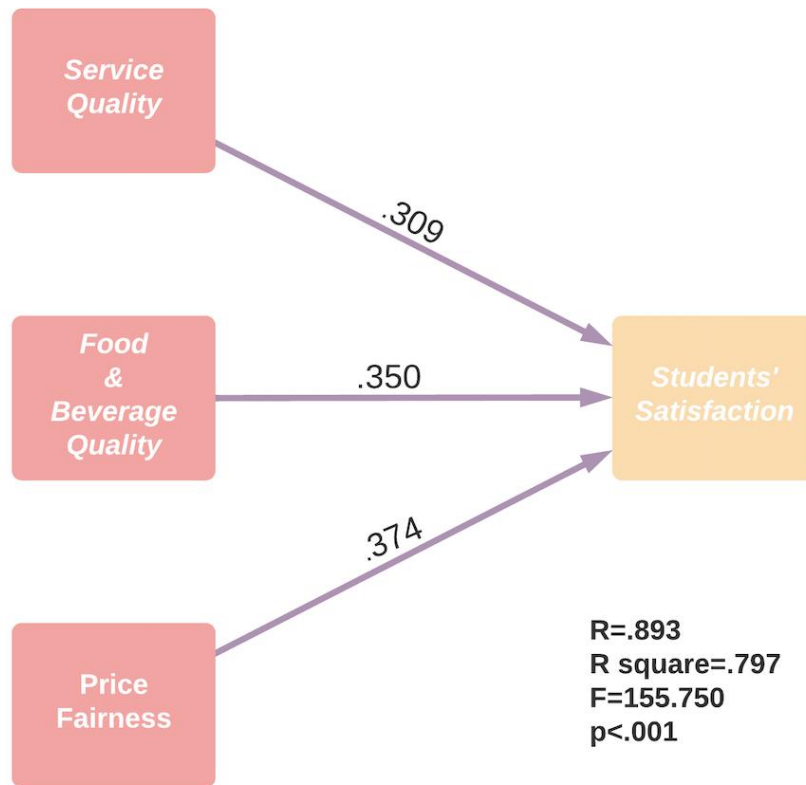 Service
Quality
.309
Food
&
Beverage
Quality
.350
Students'
Satisfaction
.374
Price
Fairness
R=.893
R square=.797
F=155.750
p<.001